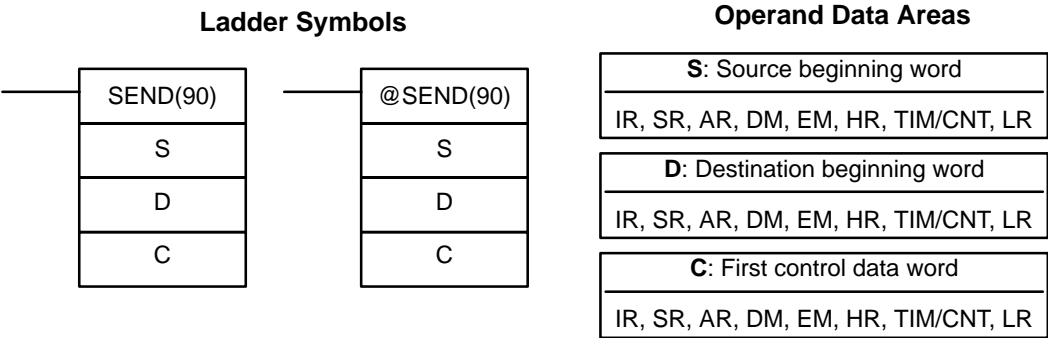 Ladder Symbols
SEND(90)
S
D
C
@SEND(90)
S
D
C
Operand Data Areas
S: Source beginning word
IR, SR, AR, DM, EM, HR, TIM/CNT, LR
D: Destination beginning word
IR, SR, AR, DM, EM, HR, TIM/CNT, LR
C: First control data word
IR, SR, AR, DM, EM, HR, TIM/CNT, LR